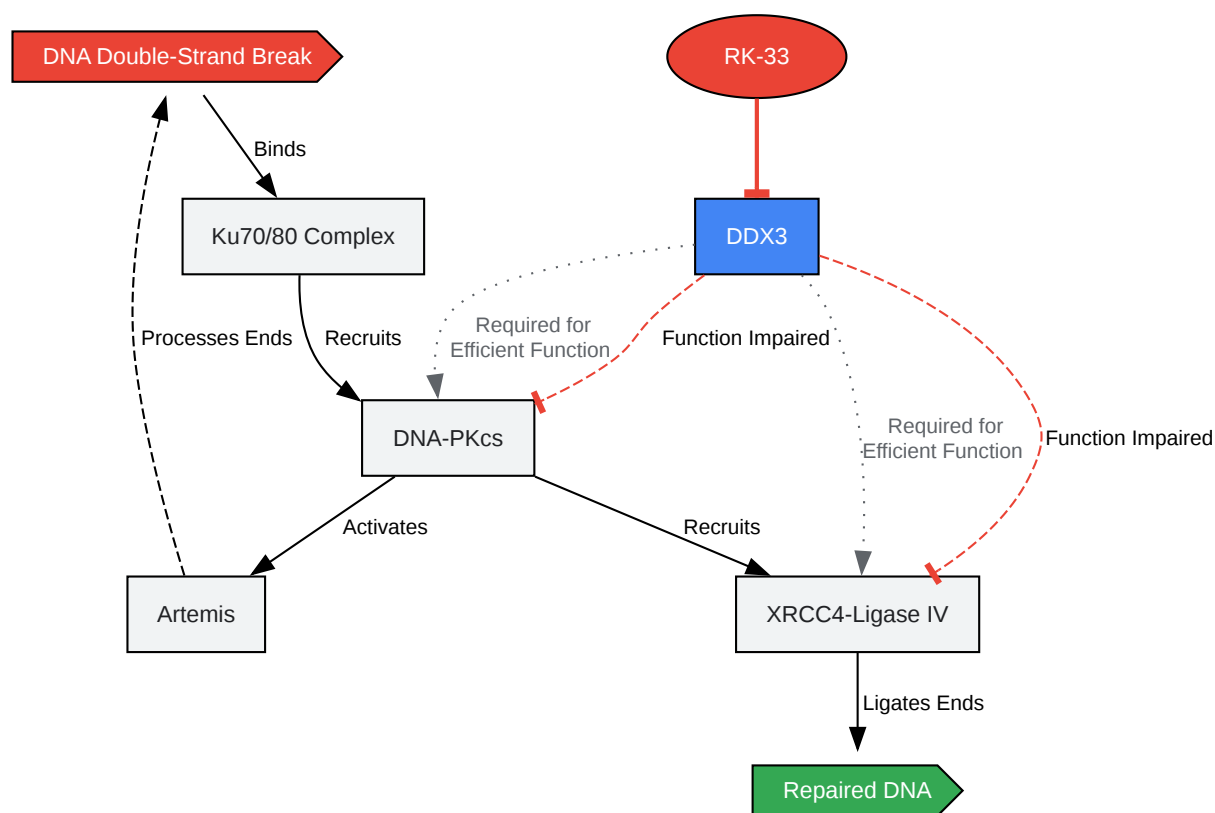 DNA Double-Strand Break
RK-33
Binds
Ku70/80 Complex
DDX3
Processes Ends
Recruits
Required for
Efficient Function
Function Impaired
DNA-PKcs
Required for
Efficient Function
Function Impaired
Activates
Recruits
Artemis
XRCC4-Ligase IV
Ligates Ends
Repaired DNA